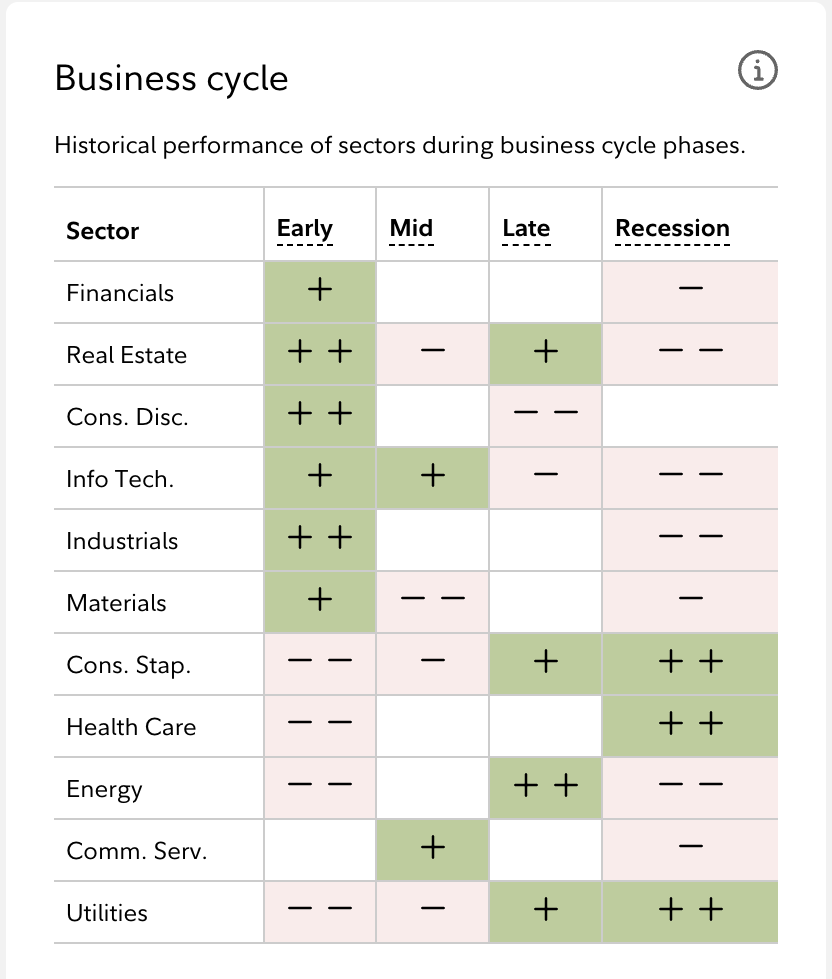 Business cycle
Historical performance of sectors during business cycle phases.
Sector Early Mid Late Recession
Financials + −
Real Estate + + − + − −
Cons. Disc. + + − −
Info Tech. + + − − −
Industrials + + − −
Materials + − − −
Cons. Stap. − − − + + +
Health Care − − + +
Energy − − + + − −
Comm. Serv. + −
Utilities − − − + + +